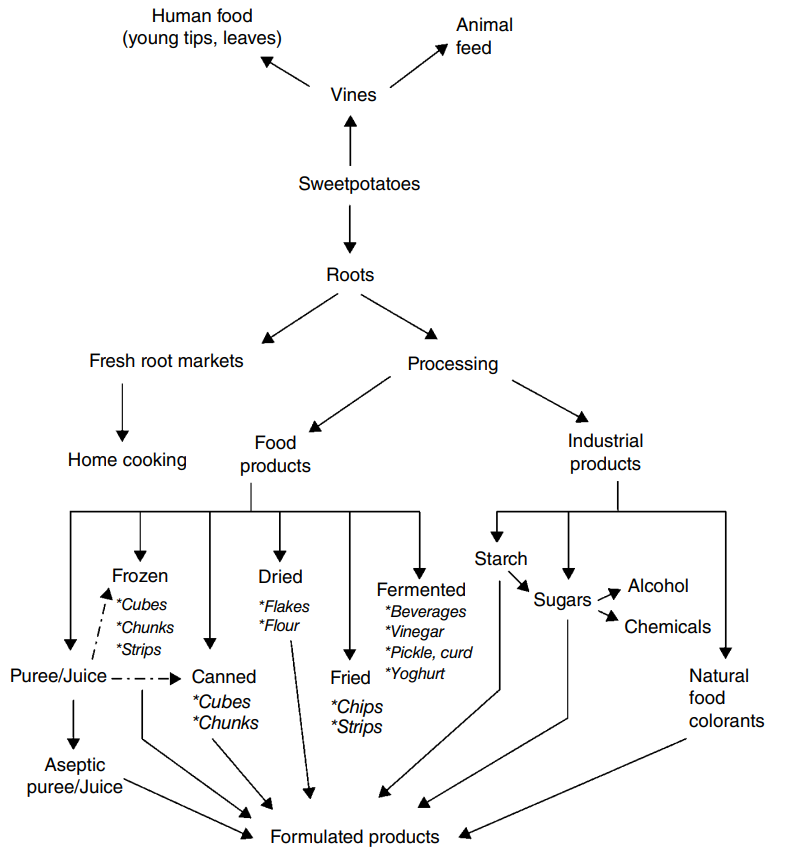 Human food
(young tips, leaves)
Animal
feed
Vines
Sweetpotatoes
Roots
Fresh root markets
Processing
Home cooking
Food
products
Industrial
products
Frozen
*Cubes
*Chunks
*Strips
Dried
*Flakes
*Flour
Fermented
*Beverages
*Vinegar
*Pickle, curd
*Yoghurt
Starch
Sugars
Alcohol
Chemicals
Puree/Juice
Canned
*Cubes
*Chunks
Fried
*Chips
*Strips
Natural
food
colorants
Aseptic
puree/Juice
Formulated products